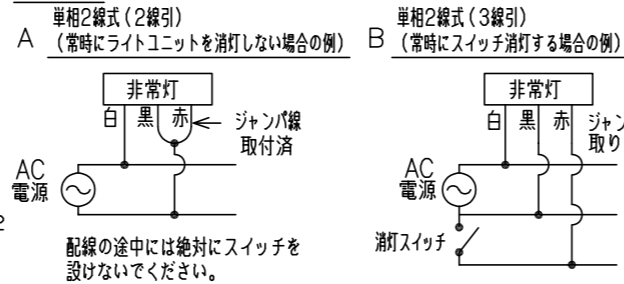 A 単相2線式(2線引)
(常時にライトユニットを消灯しない場合の例)
非常灯
白 黒 赤
ジャンパ線
取付済
AC
電源
配線の途中には絶対にスイッチを
設けないでください。
B 単相2線式(3線引)
(常時にスイッチ消灯する場合の例)
非常灯
白 黒 赤
ジャン
取り
AC
電源
消灯スイッチ